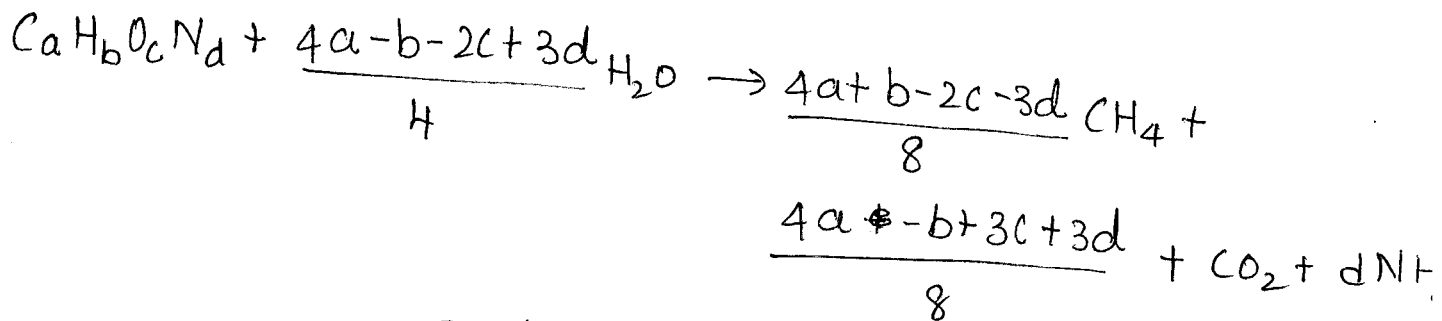 CaHbOcNd + (4a-b-2c+3d)/4 H₂O → (4a+b-2c-3d)/8 CH₄ +
(4a-b+3c+3d)/8 + CO₂ + dNH